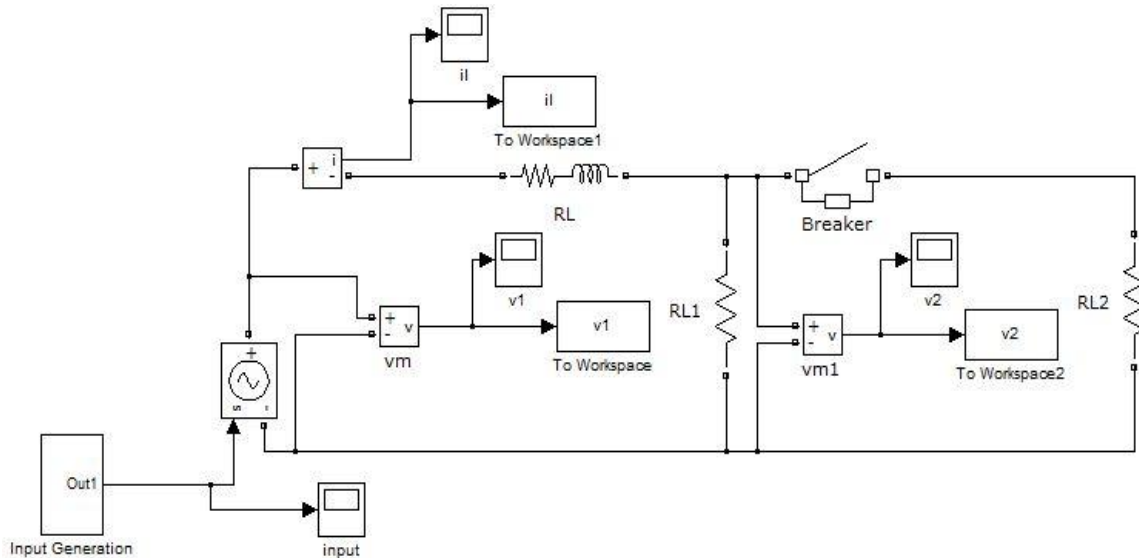 il
il
To Workspace1
+
i
-
RL
Breaker
v1
v2
RL1
RL2
+
-
v
vm
v1
To Workspace
+
-
v
vm1
v2
To Workspace2
+
s
-
Out1
Input Generation
input